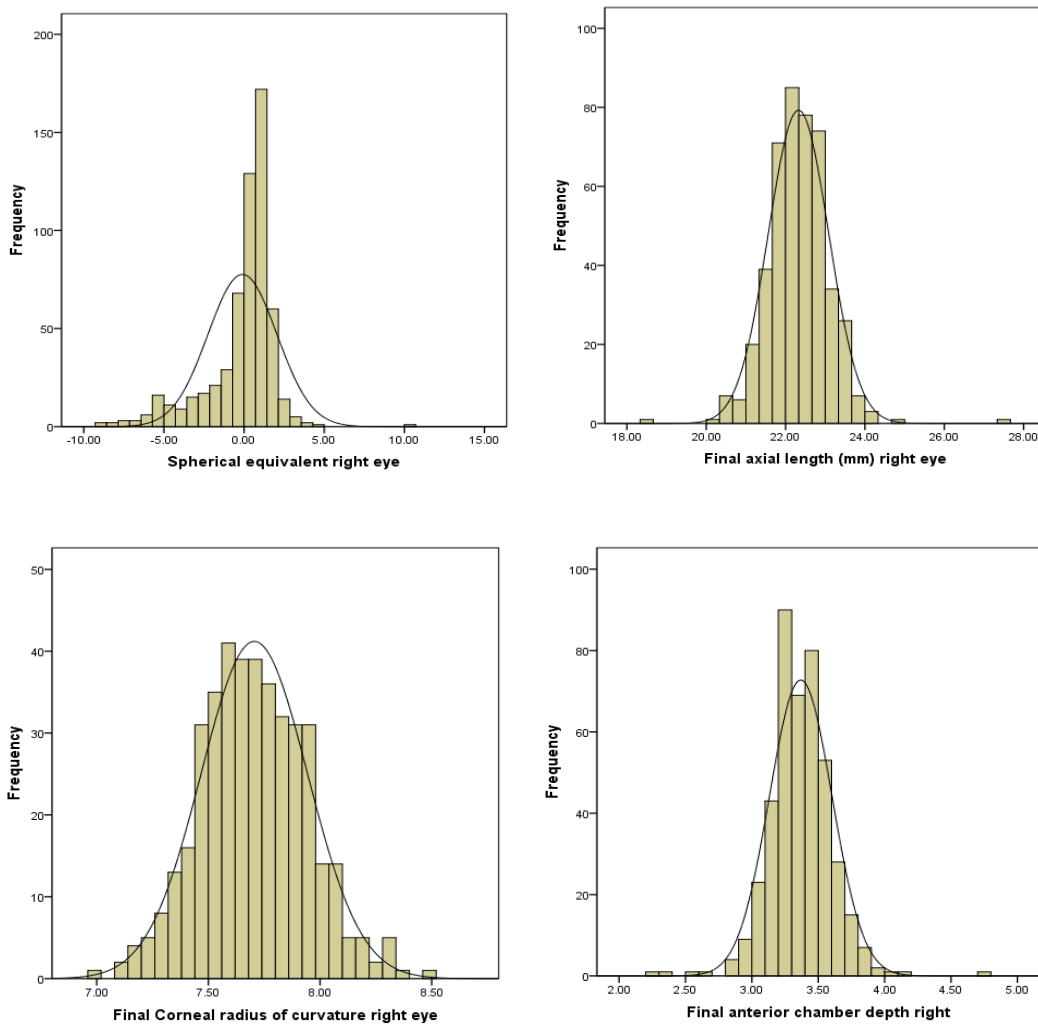 200
150
100
50
0
Frequency
-10.00 -5.00 0.00 5.00 10.00 15.00
Spherical equivalent right eye
100
80
60
40
20
0
Frequency
18.00 20.00 22.00 24.00 26.00 28.00
Final axial length (mm) right eye
50
40
30
20
10
0
Frequency
7.00 7.50 8.00 8.50
Final Corneal radius of curvature right eye
100
80
60
40
20
0
Frequency
2.00 2.50 3.00 3.50 4.00 4.50 5.00
Final anterior chamber depth right